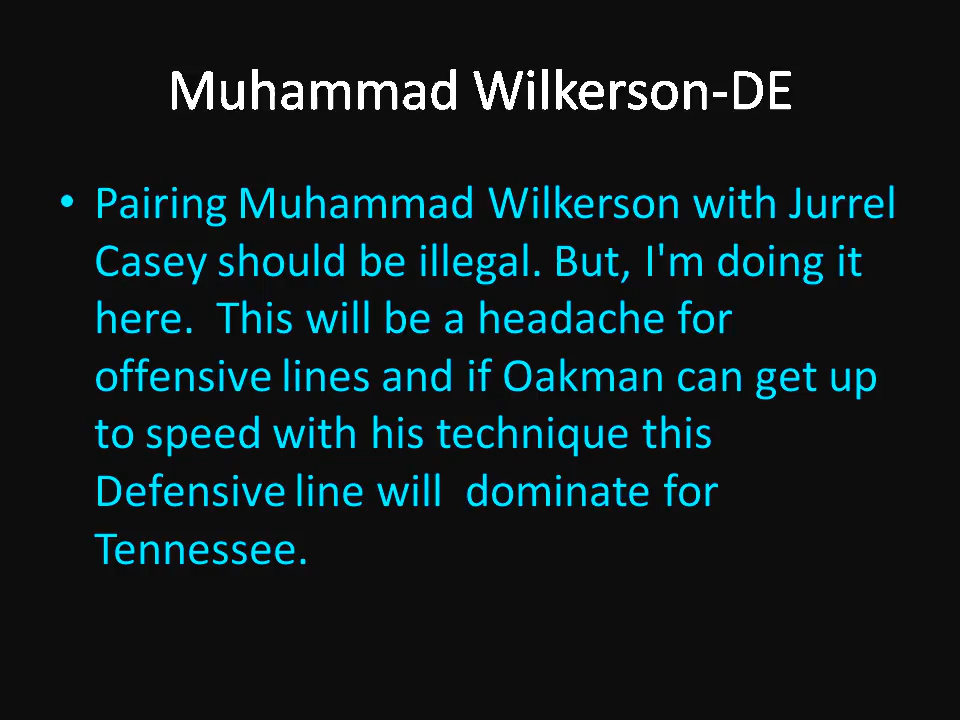 Muhammad Wilkerson-DE
• Pairing Muhammad Wilkerson with Jurrel
Casey should be illegal. But, I'm doing it
here.  This will be a headache for
offensive lines and if Oakman can get up
to speed with his technique this
Defensive line will  dominate for
Tennessee.